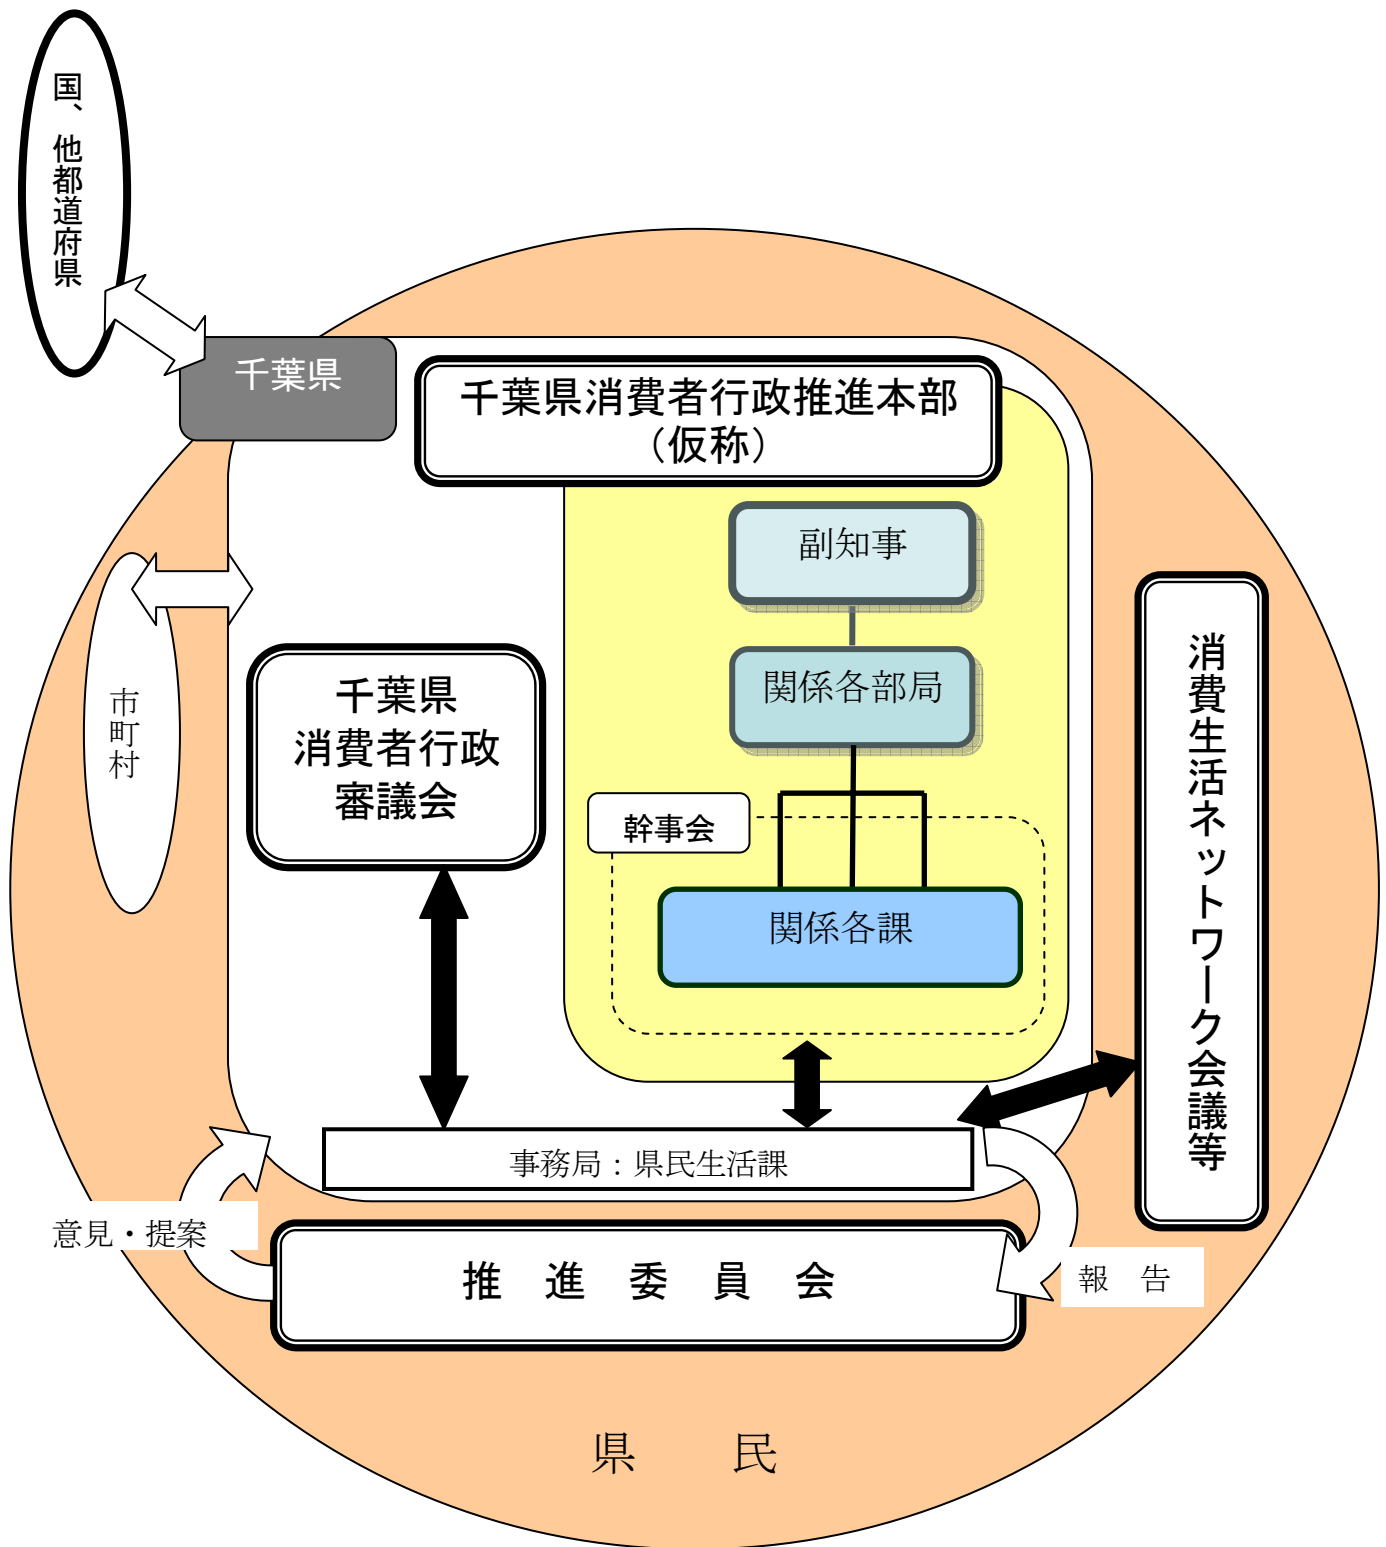 国、他都道府県
千葉県
千葉県消費者行政推進本部
（仮称）
副知事
関係各部局
千葉県
消費者行政
審議会
市町村
幹事会
関係各課
消費生活ネットワーク会議等
事務局：県民生活課
意見・提案
推　進　委　員　会
報　告
県　　民